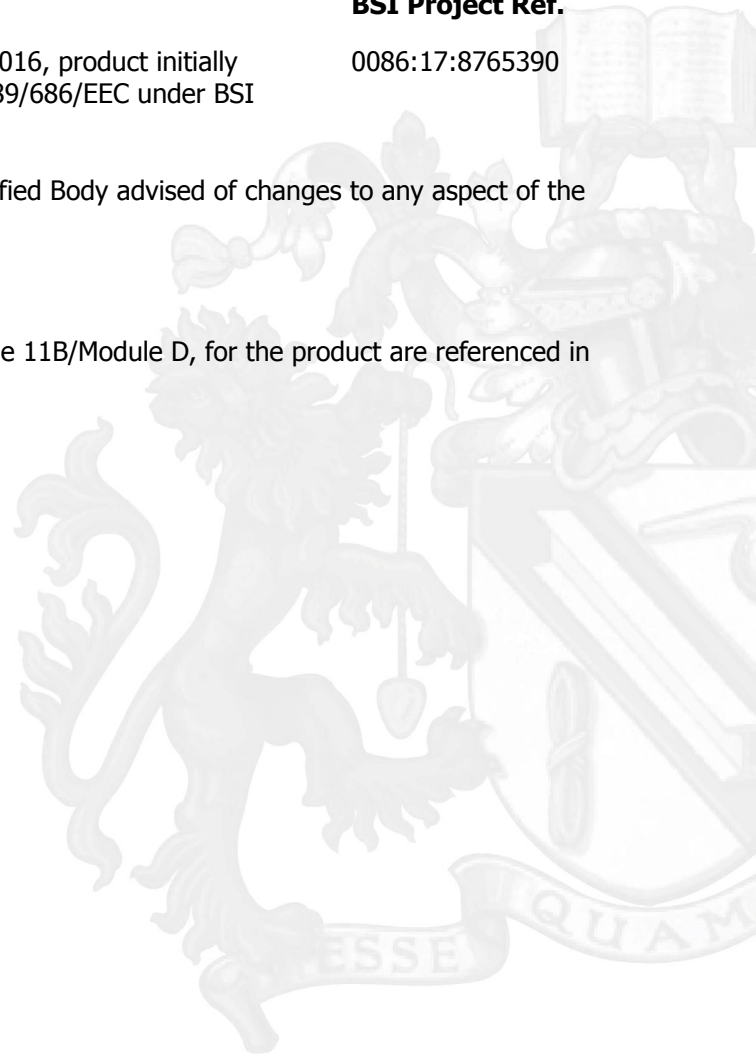 BSI Project Ref.
016, product initially 0086:17:8765390
89/686/EEC under BSI
fied Body advised of changes to any aspect of the
e 11B/Module D, for the product are referenced in
ESSE QUAM